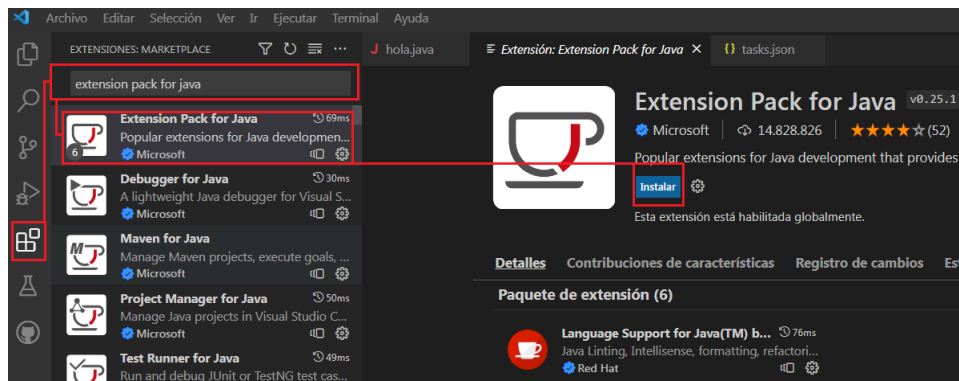 Archivo Editar Selección Ver Ir Ejecutar Terminal Ayuda
EXTENSIONES: MARKETPLACE
extension pack for java
Extension Pack for Java 69ms
Popular extensions for Java developmen...
6
Microsoft
Debugger for Java 30ms
A lightweight Java debugger for Visual S...
Microsoft
Maven for Java
Manage Maven projects, execute goals, ...
Microsoft
Project Manager for Java 50ms
Manage Java projects in Visual Studio C...
Microsoft
Test Runner for Java 49ms
Run and debug JUnit or TestNG test cas...
J hola.java
Extensión: Extension Pack for Java
{} tasks.json
Extension Pack for Java v0.25.1
Microsoft 14.828.826 (52)
Popular extensions for Java development that provides
Instalar
Esta extensión está habilitada globalmente.
Detalles Contribuciones de características Registro de cambios Es
Paquete de extensión (6)
Language Support for Java(TM) b... 76ms
Java Linting, Intellisense, formatting, refactori...
Red Hat